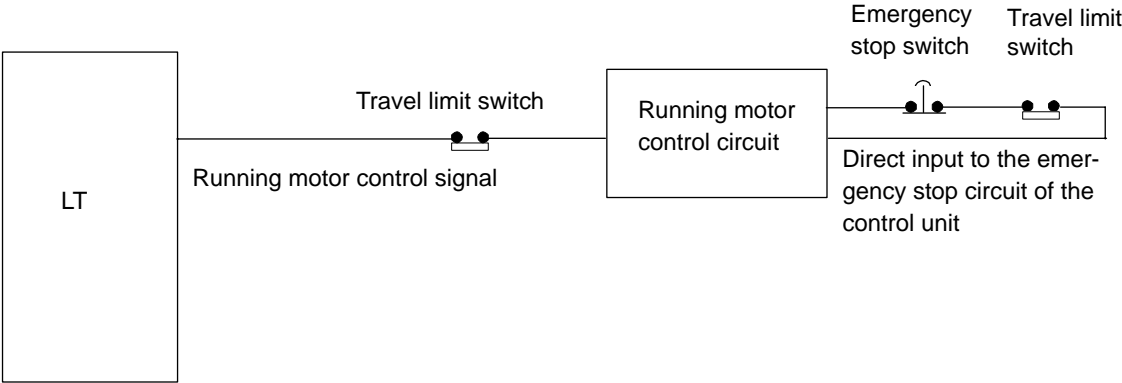 Emergency
stop switch
Travel limit
switch
Travel limit switch
Running motor
control circuit
Running motor control signal
LT
Direct input to the emer-
gency stop circuit of the
control unit